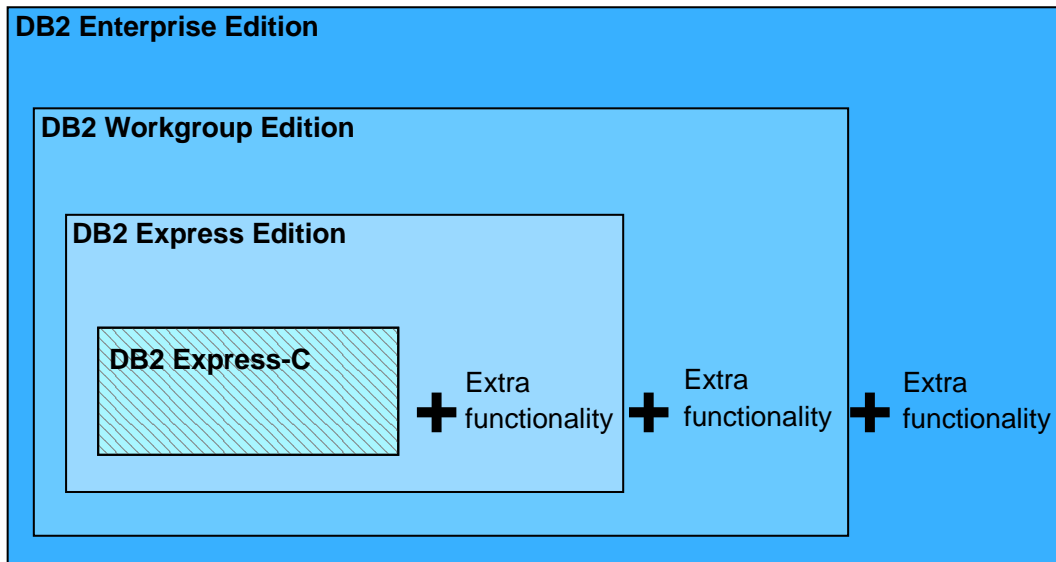 DB2 Enterprise Edition
DB2 Workgroup Edition
DB2 Express Edition
DB2 Express-C
+ Extra
functionality
+ Extra
functionality
+ Extra
functionality